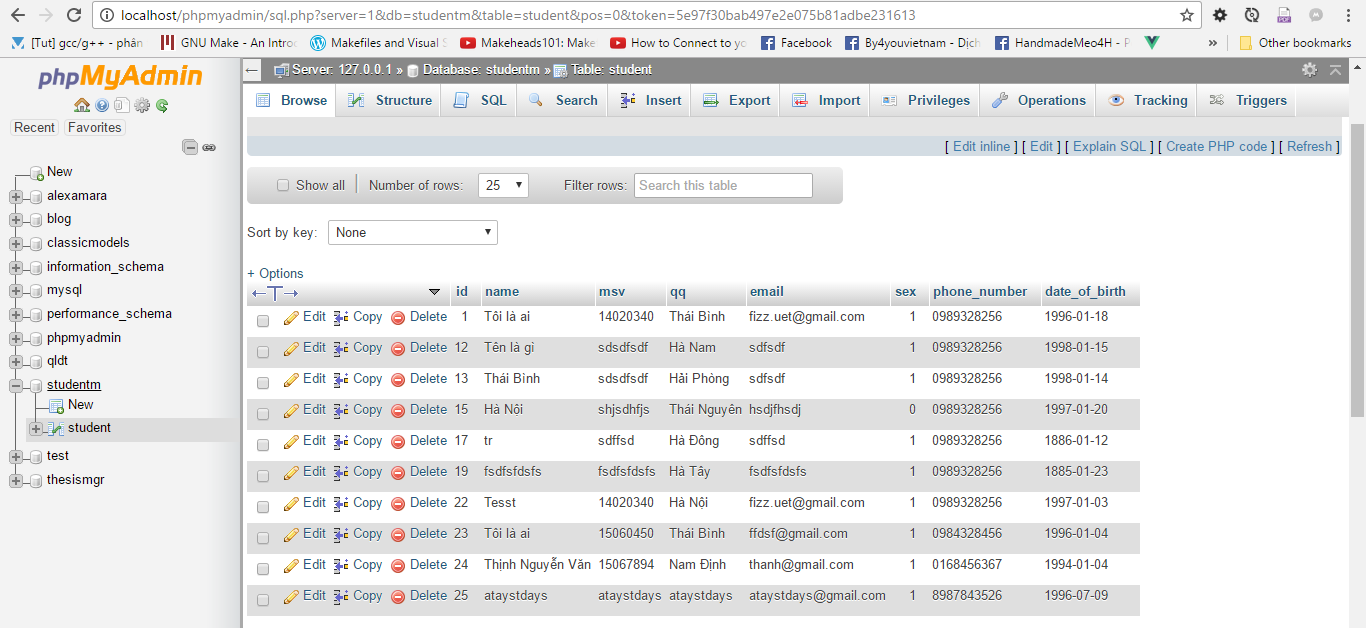 localhost/phpmyadmin/sql.php?server=1&db=studentm&table=student&pos=0&token=5e97f30bab497e2e075b81adbe231613
[Tut] gcc/g++ - phân GNU Make - An Intro Makefiles and Visual S Makeheads101: Make How to Connect to yo Facebook By4youvietnam - Dịch HandmadeMeo4H - P » Other bookmarks
phpMyAdmin
Recent Favorites
New
alexamara
blog
classicmodels
information_schema
mysql
performance_schema
phpmyadmin
qldt
studentm
New
student
test
thesismgr
Server: 127.0.0.1 » Database: studentm » Table: student
Browse Structure SQL Search Insert Export Import Privileges Operations Tracking Triggers
[ Edit inline ] [ Edit ] [ Explain SQL ] [ Create PHP code ] [ Refresh ]
Show all Number of rows: 25 Filter rows: Search this table
Sort by key: None
+ Options
id name msv qq email sex phone_number date_of_birth
Edit Copy Delete 1 Tôi là ai 14020340 Thái Bình fizz.uet@gmail.com 1 0989328256 1996-01-18
Edit Copy Delete 12 Tên là gì sdsdfsdf Hà Nam sdfsdf 1 0989328256 1998-01-15
Edit Copy Delete 13 Thái Bình sdsdfsdf Hải Phòng sdfsdf 1 0989328256 1998-01-14
Edit Copy Delete 15 Hà Nội shjsdhfjs Thái Nguyên hsdjfhsdj 0 0989328256 1997-01-20
Edit Copy Delete 17 tr sdffsd Hà Đông sdffsd 1 0989328256 1886-01-12
Edit Copy Delete 19 fsdfsfdsfs fsdfsfdsfs Hà Tây fsdfsfdsfs 1 0989328256 1885-01-23
Edit Copy Delete 22 Tesst 14020340 Hà Nội fizz.uet@gmail.com 1 0989328256 1997-01-03
Edit Copy Delete 23 Tôi là ai 15060450 Thái Bình ffdsf@gmail.com 1 0984328456 1996-01-04
Edit Copy Delete 24 Thịnh Nguyễn Văn 15067894 Nam Định thanh@gmail.com 1 0168456367 1994-01-04
Edit Copy Delete 25 ataystdays ataystdays ataystdays ataystdays@gmail.com 1 8987843526 1996-07-09